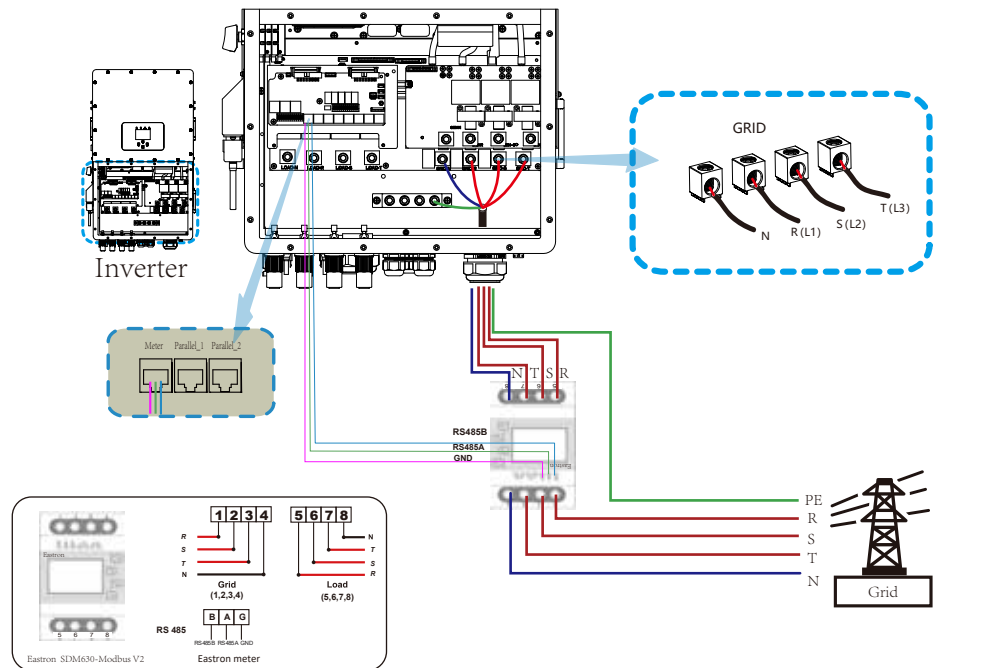 GRID
N
R (L1)
S (L2)
T (L3)
Inverter
LOAD-N
Meter Parallel_1 Parallel_2
N T S R
RS485B
RS485A
GND
PE
R
S
T
N
Grid
Eastron
5 6 7 8
Eastron SDM630-Modbus V2
1 2 3 4
R
S
T
N
Grid
(1,2,3,4)
5 6 7 8
N
T
S
R
Load
(5,6,7,8)
RS 485
B A G
RS485B RS485A GND
Eastron meter